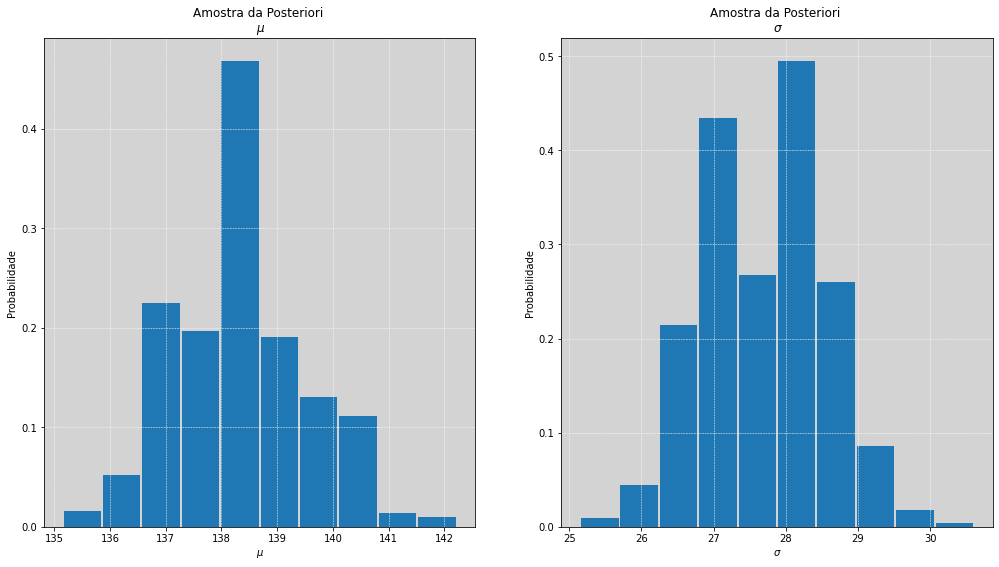 Amostra da Posteriori
μ
Probabilidade
0.4
0.3
0.2
0.1
0.0
135 136 137 138 139 140 141 142
μ
Amostra da Posteriori
σ
Probabilidade
0.5
0.4
0.3
0.2
0.1
0.0
25 26 27 28 29 30
σ